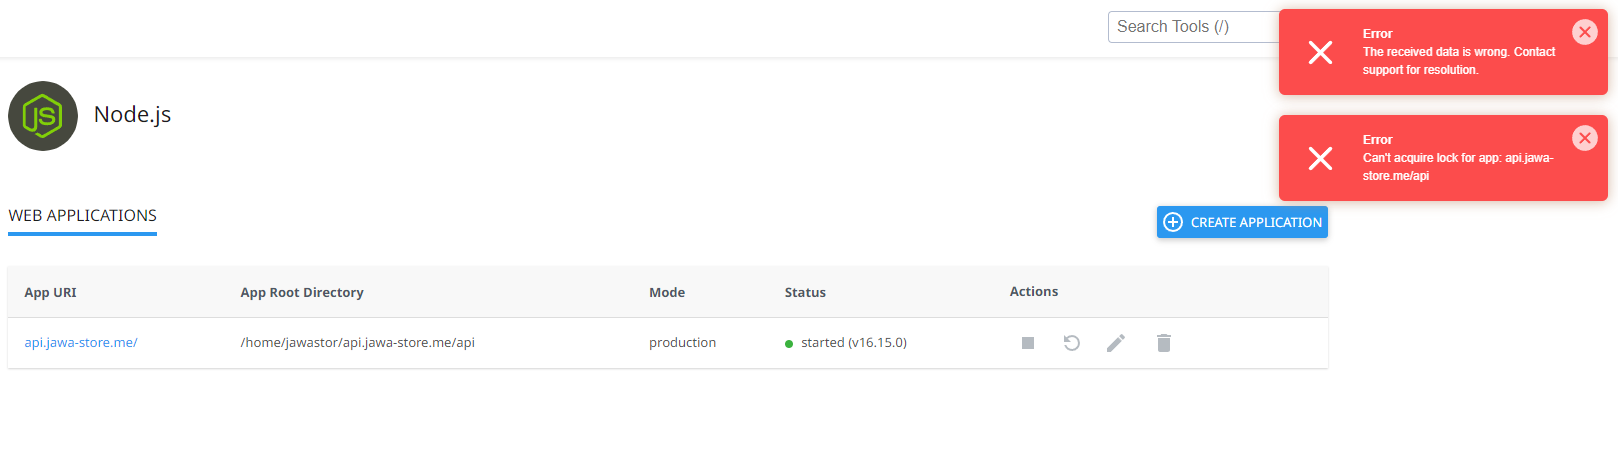 Search Tools (/)
Error
The received data is wrong. Contact
support for resolution.
JS
Node.js
Error
Can't acquire lock for app: api.jawa-
store.me/api
WEB APPLICATIONS
CREATE APPLICATION
App URI App Root Directory Mode Status Actions
api.jawa-store.me/ /home/jawastor/api.jawa-store.me/api production started (v16.15.0)